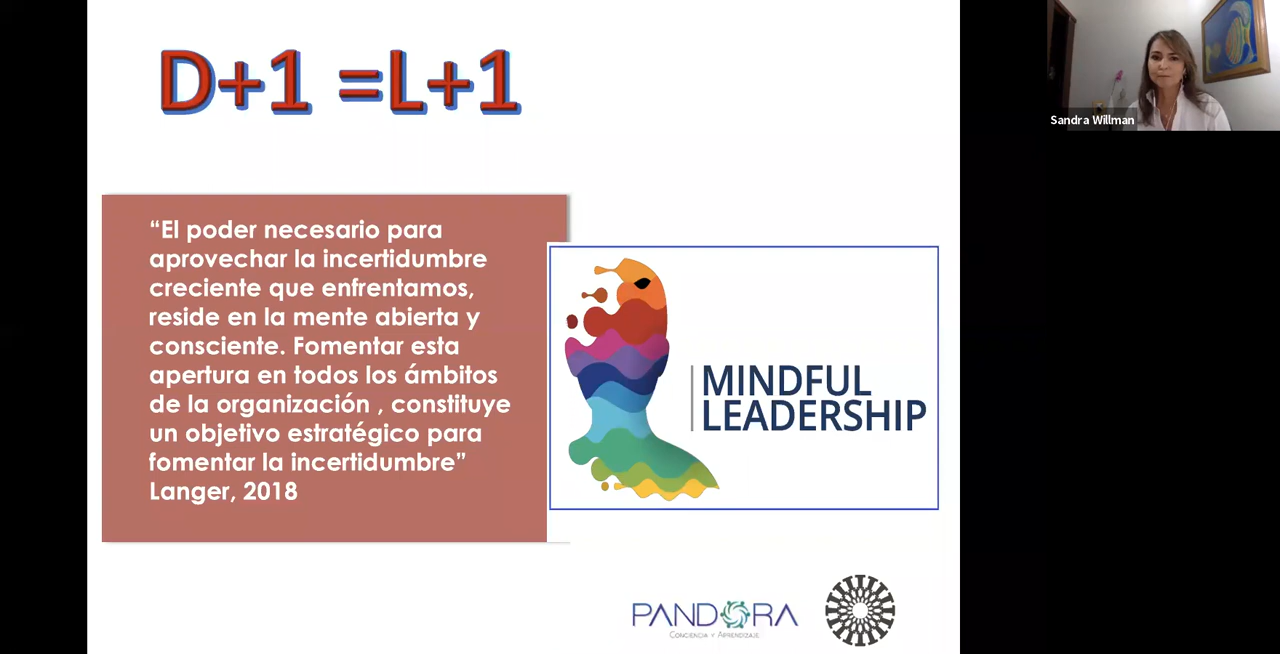 D+1 =L+1
Sandra Willman
“El poder necesario para
aprovechar la incertidumbre
creciente que enfrentamos,
reside en la mente abierta y
consciente. Fomentar esta
apertura en todos los ámbitos
de la organización , constituye
un objetivo estratégico para
fomentar la incertidumbre”
Langer, 2018
MINDFUL
LEADERSHIP
PANDORA
CONCIENCIA Y APRENDIZAJE